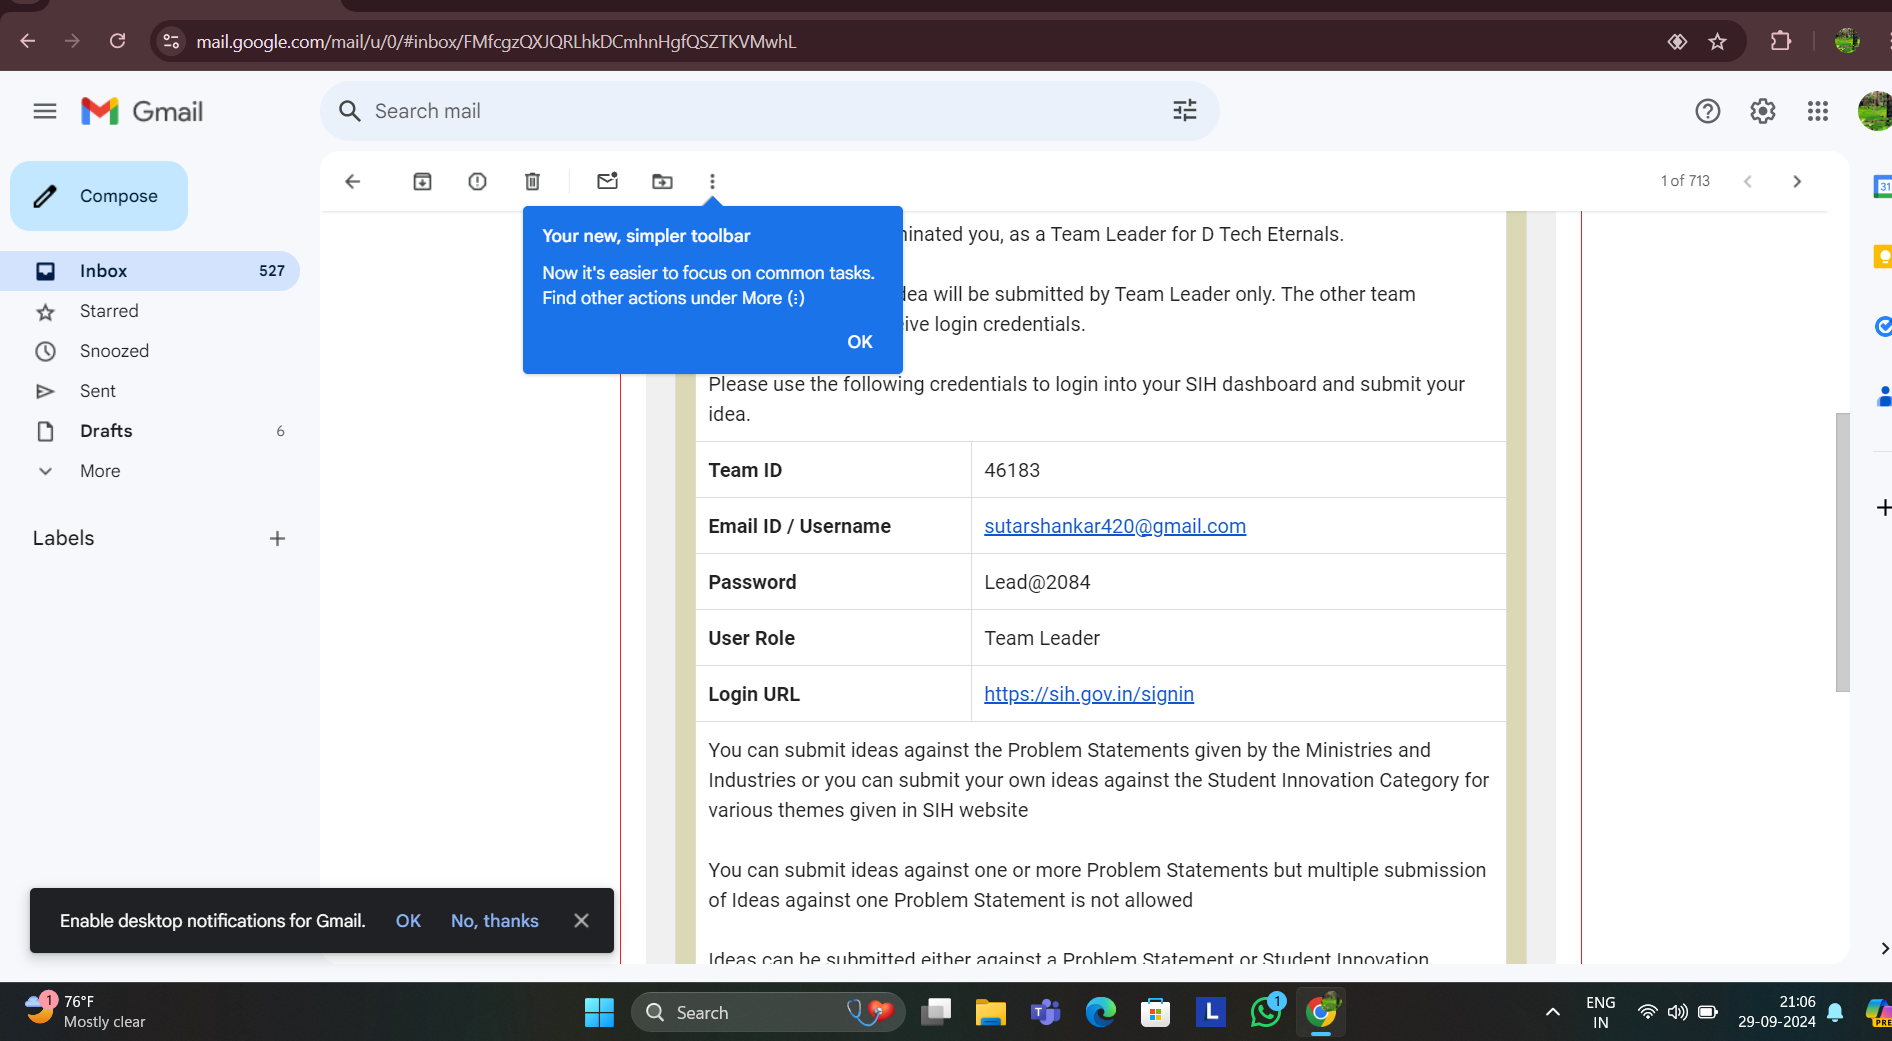 mail.google.com/mail/u/0/#inbox/FMfcgzQXJQRLhkDCmhnHgfQSZTKVMwhL
Gmail
Search mail
Compose
1 of 713
Inbox 527
Starred
Snoozed
Sent
Drafts 6
More
Labels
Your new, simpler toolbar
Now it's easier to focus on common tasks.
Find other actions under More (⋮)
OK
you, as a Team Leader for D Tech Eternals.
will be submitted by Team Leader only. The other team
login credentials.
Please use the following credentials to login into your SIH dashboard and submit your
idea.
Team ID 46183
Email ID / Username sutarshankar420@gmail.com
Password Lead@2084
User Role Team Leader
Login URL https://sih.gov.in/signin
You can submit ideas against the Problem Statements given by the Ministries and
Industries or you can submit your own ideas against the Student Innovation Category for
various themes given in SIH website
You can submit ideas against one or more Problem Statements but multiple submission
of Ideas against one Problem Statement is not allowed
Ideas can be submitted either against a Problem Statement or Student Innovation
Enable desktop notifications for Gmail. OK No, thanks
31
1
76°F
Mostly clear
Search
T
L
1
ENG
IN
21:06
29-09-2024
PRE